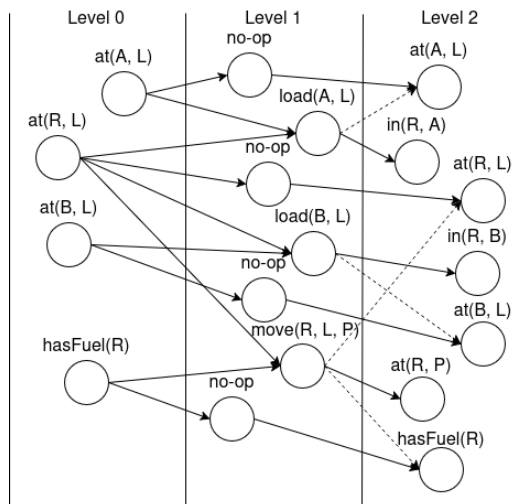 Level 0
Level 1
Level 2
at(A, L)
at(R, L)
at(B, L)
hasFuel(R)
no-op
load(A, L)
no-op
load(B, L)
no-op
move(R, L, P)
no-op
at(A, L)
in(R, A)
at(R, L)
in(R, B)
at(B, L)
at(R, P)
hasFuel(R)